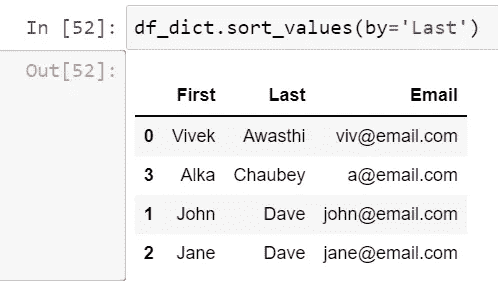 In [52]: df_dict.sort_values(by='Last')
Out[52]:
First Last Email
0 Vivek Awasthi viv@email.com
3 Alka Chaubey a@email.com
1 John Dave john@email.com
2 Jane Dave jane@email.com